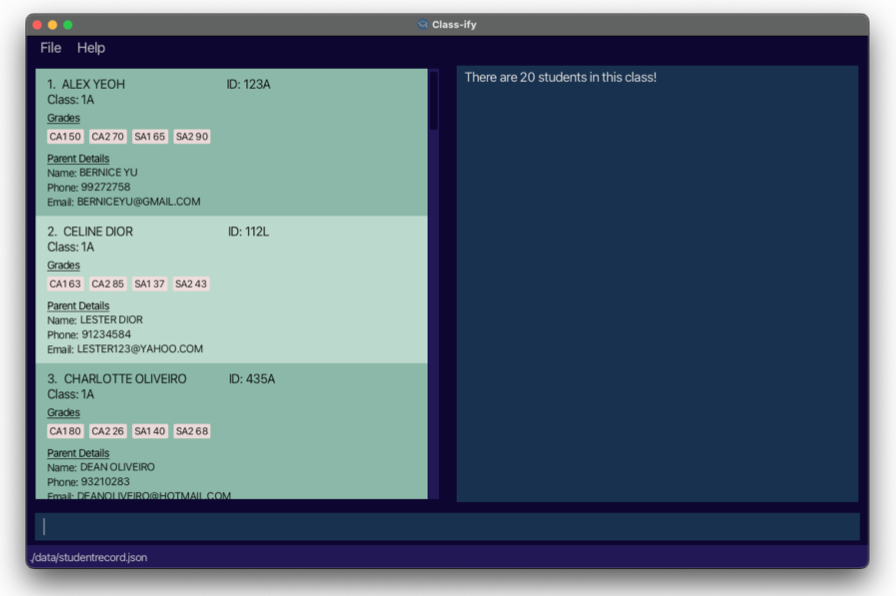 Class-ify
File Help
1. ALEX YEOH ID: 123A
Class: 1A
Grades
CA1 50 CA2 70 SA1 65 SA2 90
Parent Details
Name: BERNICE YU
Phone: 99272758
Email: BERNICEYU@GMAIL.COM
2. CELINE DIOR ID: 112L
Class: 1A
Grades
CA1 63 CA2 85 SA1 37 SA2 43
Parent Details
Name: LESTER DIOR
Phone: 91234584
Email: LESTER123@YAHOO.COM
3. CHARLOTTE OLIVEIRO ID: 435A
Class: 1A
Grades
CA1 80 CA2 26 SA1 40 SA2 68
Parent Details
Name: DEAN OLIVEIRO
Phone: 93210283
Email: DEANOLIVEIRO@HOTMAIL.COM
There are 20 students in this class!
./data/studentrecord.json